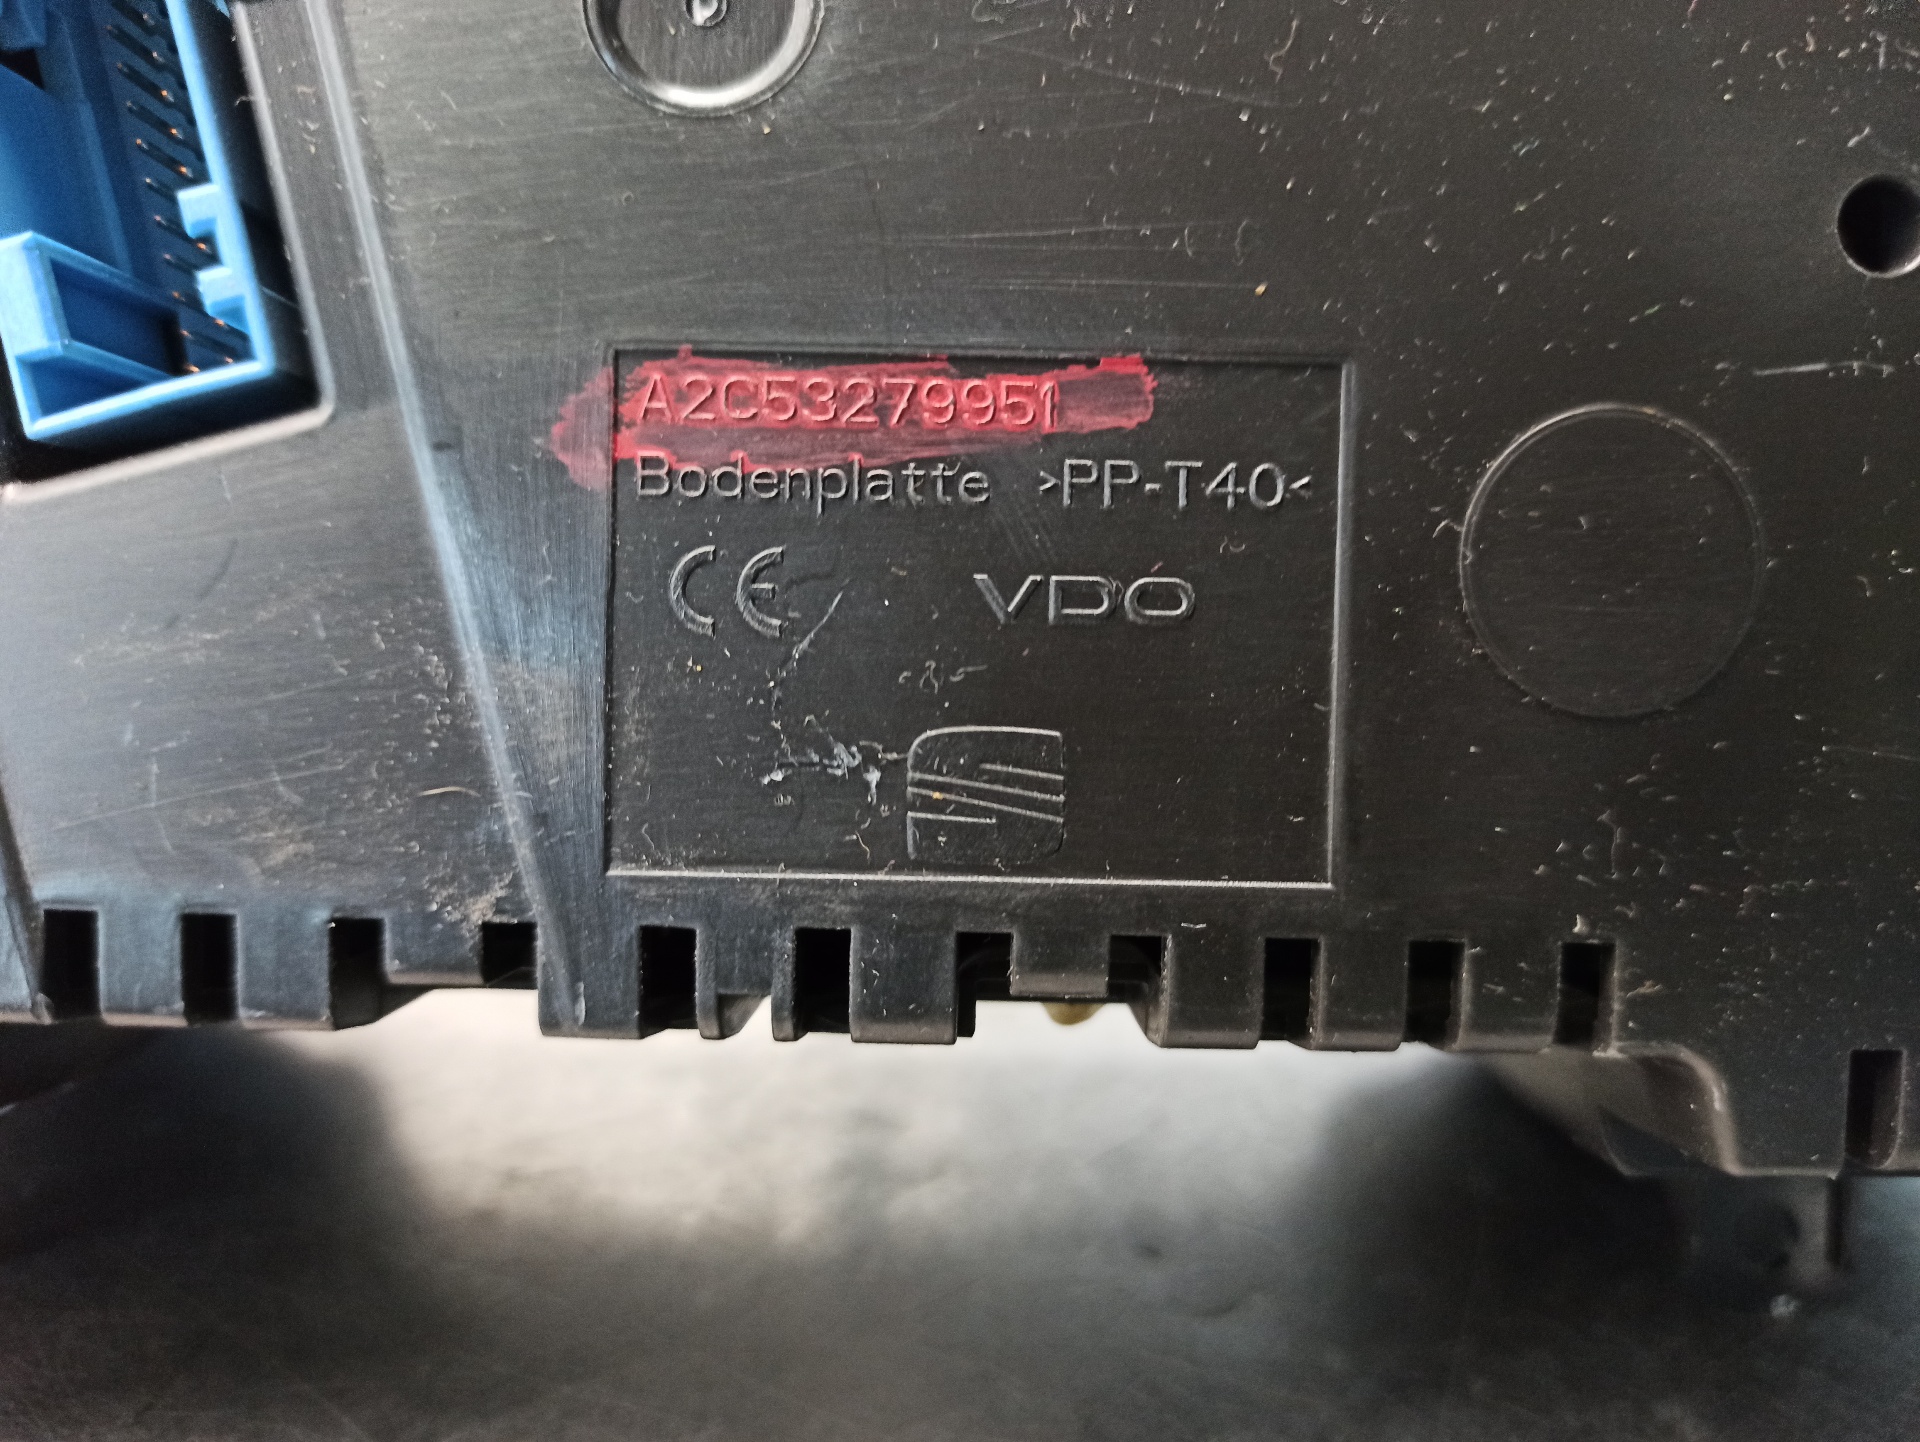 A2C53279951
Bodenplatte >PP-T40<
CE VDO